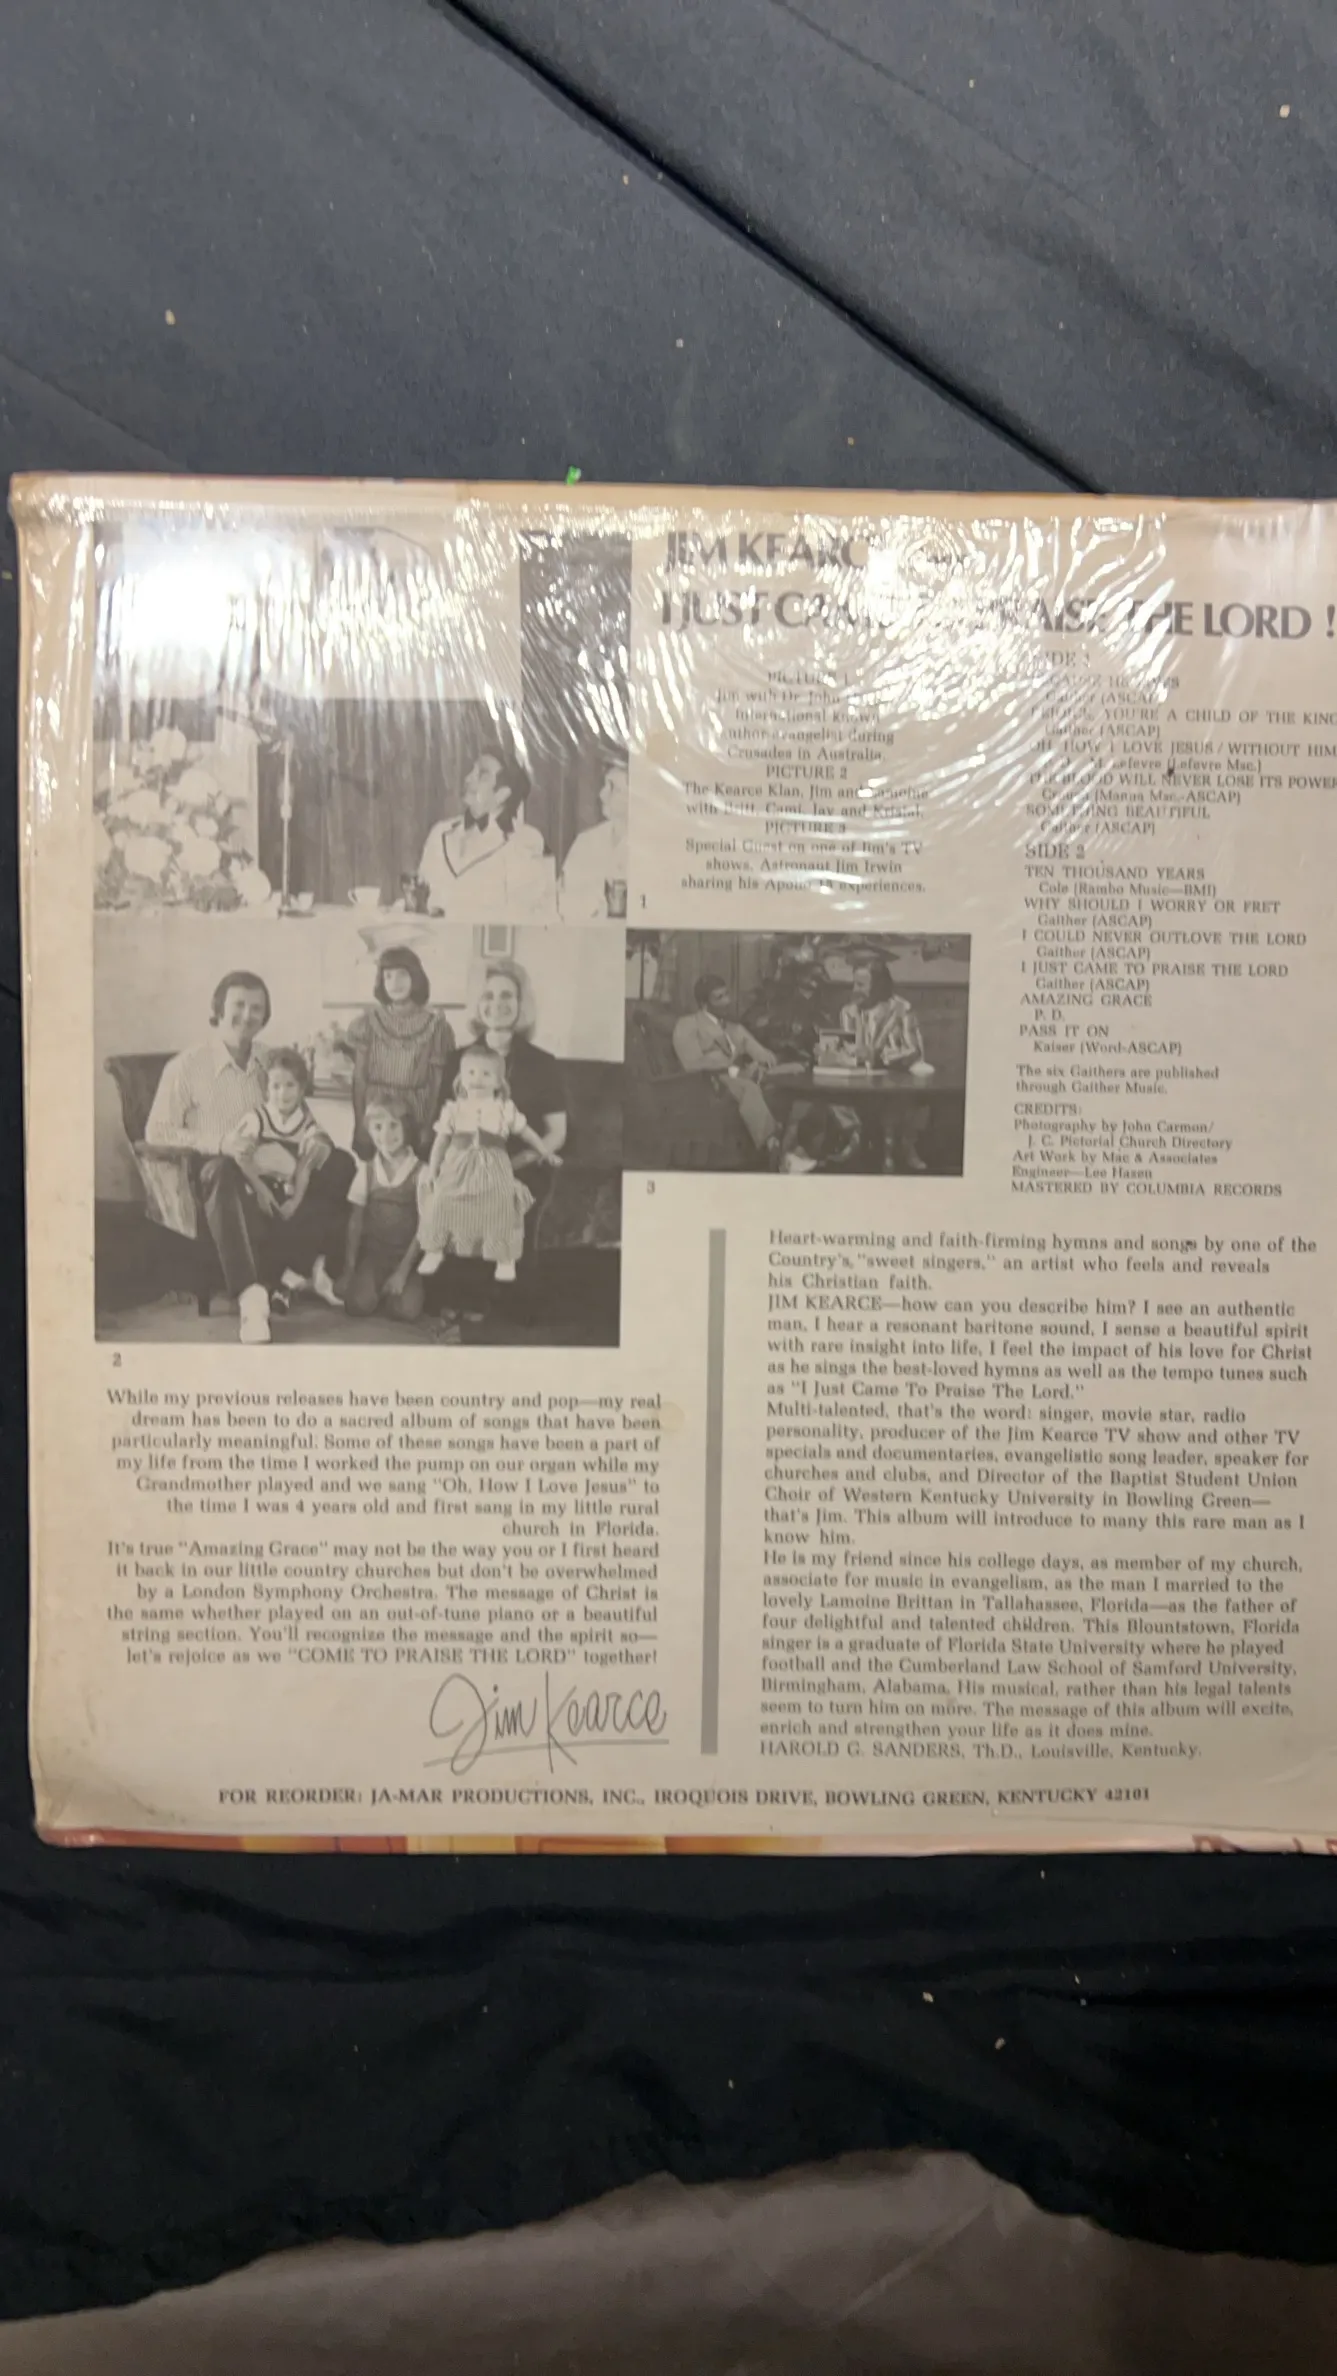 JIM KEARCE
I JUST CAME PRAISE THE LORD !
PICTURE 1
Jim with Dr. John
International known
author evangelist during
Crusades in Australia.
PICTURE 2
The Kearce Klan, Jim and Lamoine
with Britt, Cami, Jay and Kristal.
PICTURE 3
Special Guest on one of Jim's TV
shows, Astronaut Jim Irwin
sharing his Apollo 15 experiences.
1
SIDE 1
BECAUSE HE LIVES
Gaither (ASCAP)
YOU'RE A CHILD OF THE KING
Gaither (ASCAP)
OH, HOW I LOVE JESUS / WITHOUT HIM
P. D. M. Lefevre (Lefevre Msc.)
THE BLOOD WILL NEVER LOSE ITS POWER
Crouch (Manna Mac.-ASCAP)
SOMETHING BEAUTIFUL
Gaither (ASCAP)
SIDE 2
TEN THOUSAND YEARS
Cole (Rambo Music—BMI)
WHY SHOULD I WORRY OR FRET
Gaither (ASCAP)
I COULD NEVER OUTLOVE THE LORD
Gaither (ASCAP)
I JUST CAME TO PRAISE THE LORD
Gaither (ASCAP)
AMAZING GRACE
P. D.
PASS IT ON
Kaiser (Word-ASCAP)
The six Gaithers are published
through Gaither Music.
CREDITS:
Photography by John Carmon/
J. C. Pictorial Church Directory
Art Work by Mac & Associates
Engineer—Lee Hazen
MASTERED BY COLUMBIA RECORDS
3
2
While my previous releases have been country and pop—my real
dream has been to do a sacred album of songs that have been
particularly meaningful. Some of these songs have been a part of
my life from the time I worked the pump on our organ while my
Grandmother played and we sang "Oh, How I Love Jesus" to
the time I was 4 years old and first sang in my little rural
church in Florida.
It's true "Amazing Grace" may not be the way you or I first heard
it back in our little country churches but don't be overwhelmed
by a London Symphony Orchestra. The message of Christ is
the same whether played on an out-of-tune piano or a beautiful
string section. You'll recognize the message and the spirit so—
let's rejoice as we "COME TO PRAISE THE LORD" together!
Jim Kearce
Heart-warming and faith-firming hymns and songs by one of the
Country's, "sweet singers," an artist who feels and reveals
his Christian faith.
JIM KEARCE—how can you describe him? I see an authentic
man, I hear a resonant baritone sound, I sense a beautiful spirit
with rare insight into life, I feel the impact of his love for Christ
as he sings the best-loved hymns as well as the tempo tunes such
as "I Just Came To Praise The Lord."
Multi-talented, that's the word: singer, movie star, radio
personality, producer of the Jim Kearce TV show and other TV
specials and documentaries, evangelistic song leader, speaker for
churches and clubs, and Director of the Baptist Student Union
Choir of Western Kentucky University in Bowling Green—
that's Jim. This album will introduce to many this rare man as I
know him.
He is my friend since his college days, as member of my church,
associate for music in evangelism, as the man I married to the
lovely Lamoine Brittan in Tallahassee, Florida—as the father of
four delightful and talented children. This Blountstown, Florida
singer is a graduate of Florida State University where he played
football and the Cumberland Law School of Samford University,
Birmingham, Alabama. His musical, rather than his legal talents
seem to turn him on more. The message of this album will excite,
enrich and strengthen your life as it does mine.
HAROLD G. SANDERS, Th.D., Louisville, Kentucky.
FOR REORDER: JA-MAR PRODUCTIONS, INC., IROQUOIS DRIVE, BOWLING GREEN, KENTUCKY 42101